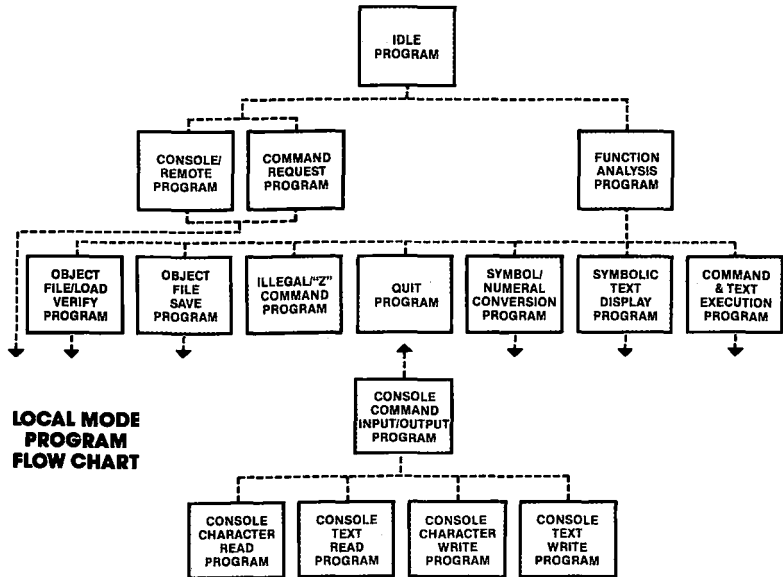 IDLE
PROGRAM
CONSOLE/
REMOTE
PROGRAM
COMMAND
REQUEST
PROGRAM
FUNCTION
ANALYSIS
PROGRAM
OBJECT
FILE/LOAD
VERIFY
PROGRAM
OBJECT
FILE
SAVE
PROGRAM
ILLEGAL/"Z"
COMMAND
PROGRAM
QUIT
PROGRAM
SYMBOL/
NUMERAL
CONVERSION
PROGRAM
SYMBOLIC
TEXT
DISPLAY
PROGRAM
COMMAND
& TEXT
EXECUTION
PROGRAM
LOCAL MODE
PROGRAM
FLOW CHART
CONSOLE
COMMAND
INPUT/OUTPUT
PROGRAM
CONSOLE
CHARACTER
READ
PROGRAM
CONSOLE
TEXT
READ
PROGRAM
CONSOLE
CHARACTER
WRITE
PROGRAM
CONSOLE
TEXT
WRITE
PROGRAM